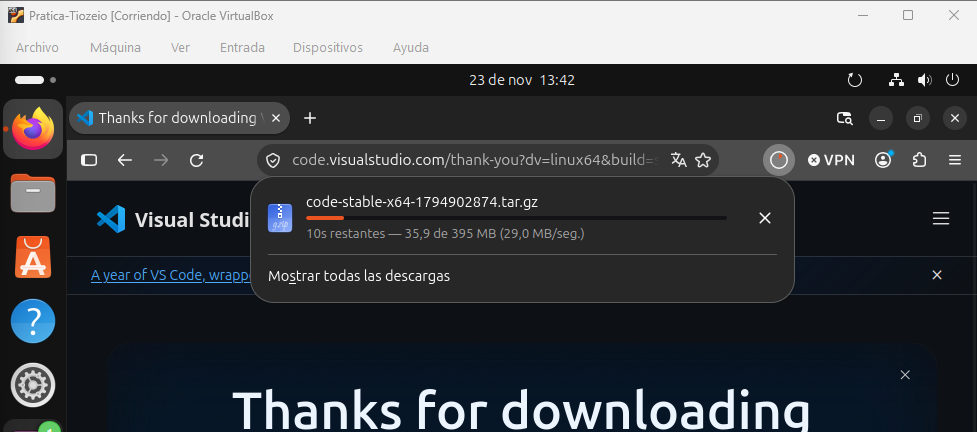 Pratica-Tiozeio [Corriendo] - Oracle VirtualBox
Archivo Máquina Ver Entrada Dispositivos Ayuda
23 de nov 13:42
Thanks for downloading
code.visualstudio.com/thank-you?dv=linux64&build=s
VPN
code-stable-x64-1794902874.tar.gz
10s restantes — 35,9 de 395 MB (29,0 MB/seg.)
Mostrar todas las descargas
Visual Studi
A year of VS Code, wrappe
Thanks for downloading